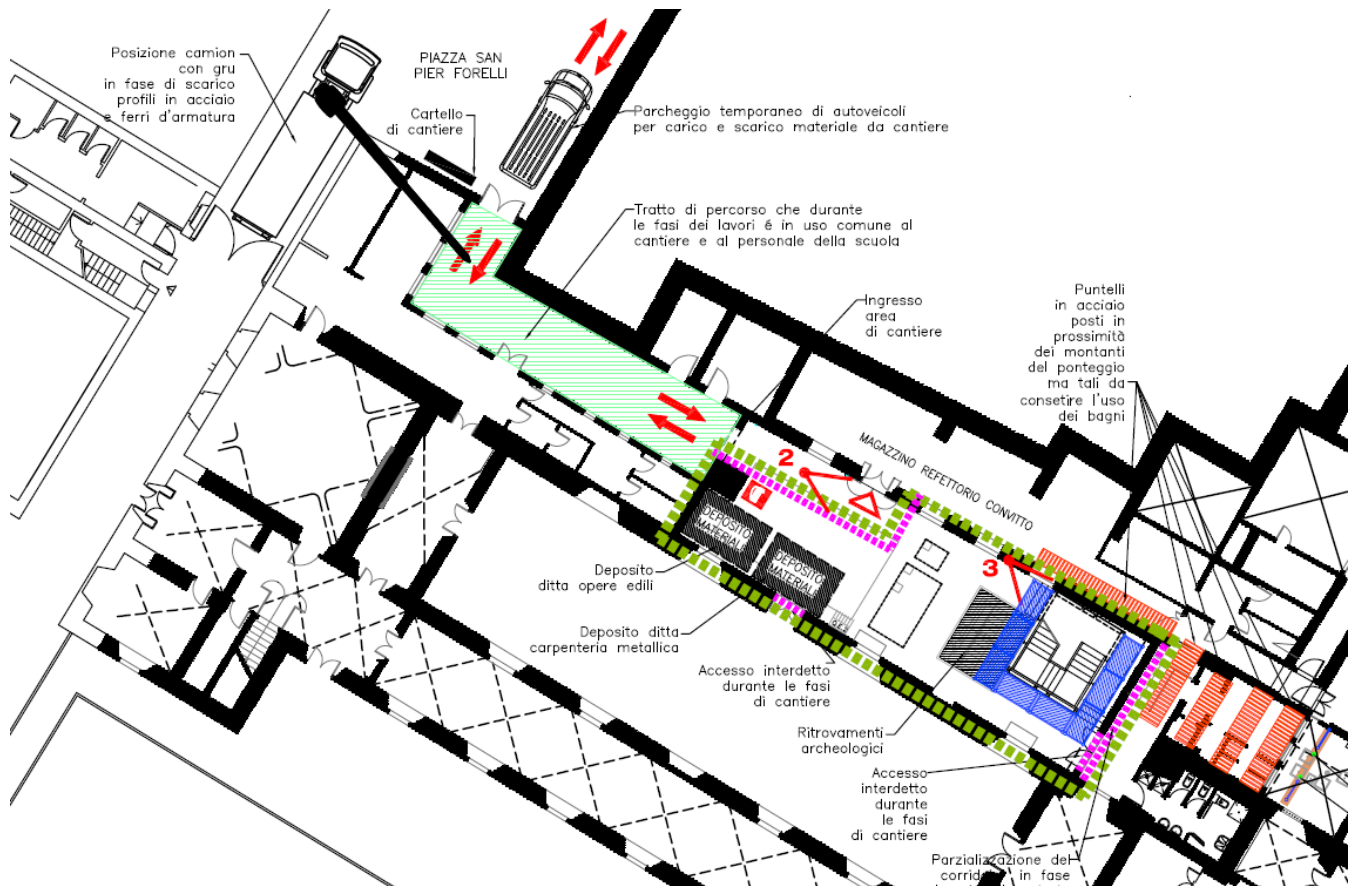 Posizione camion
con gru
in fase di scarico
profili in acciaio
e ferri d'armatura
PIAZZA SAN
PIER FORELLI
Cartello
di cantiere
Parcheggio temporaneo di autoveicoli
per carico e scarico materiale da cantiere
Tratto di percorso che durante
le fasi dei lavori é in uso comune al
cantiere e al personale della scuola
Ingresso
area
di cantiere
Puntelli
in acciaio
posti in
prossimità
dei montanti
del ponteggio
ma tali da
consetire l'uso
dei bagni
MAGAZZINO REFETTORIO CONVITTO
2
3
DEPOSITO
MATERIALI
DEPOSITO
MATERIALI
Deposito
ditta opere edili
Deposito ditta
carpenteria metallica
Accesso interdetto
durante le fasi
di cantiere
Ritrovamenti
archeologici
Accesso
interdetto
durante
le fasi
di cantiere
Parzializzazione del
in fase